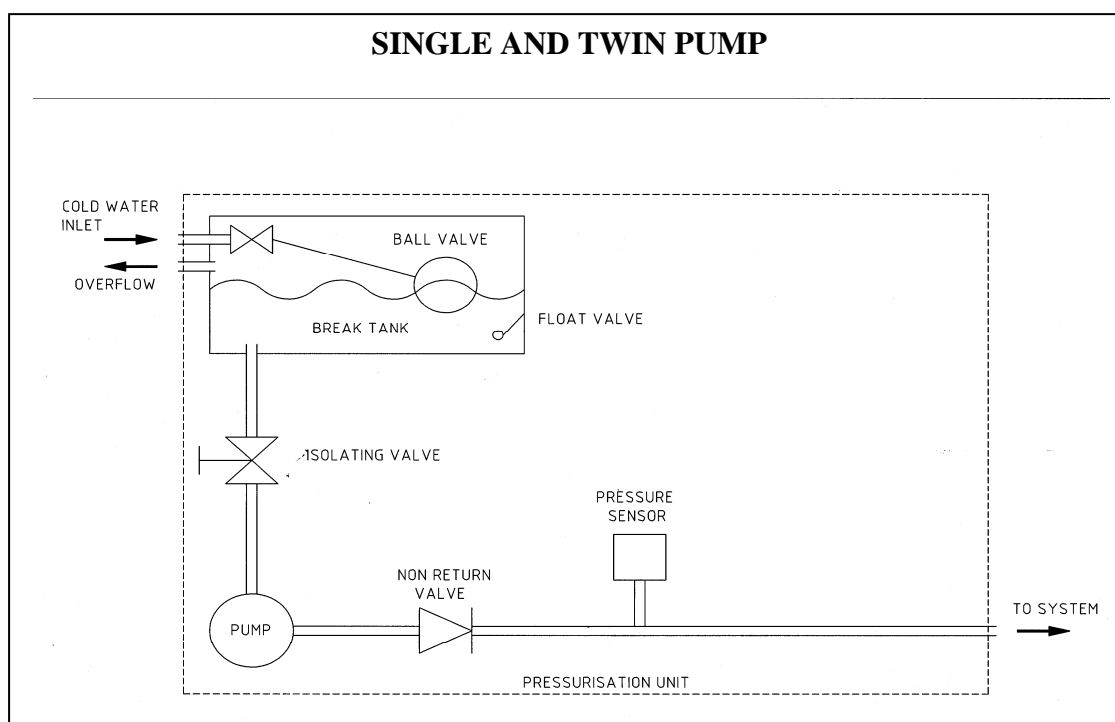 SINGLE AND TWIN PUMP
COLD WATER
INLET
OVERFLOW
BALL VALVE
BREAK TANK
FLOAT VALVE
ISOLATING VALVE
PRESSURE
SENSOR
NON RETURN
VALVE
PUMP
TO SYSTEM
PRESSURISATION UNIT